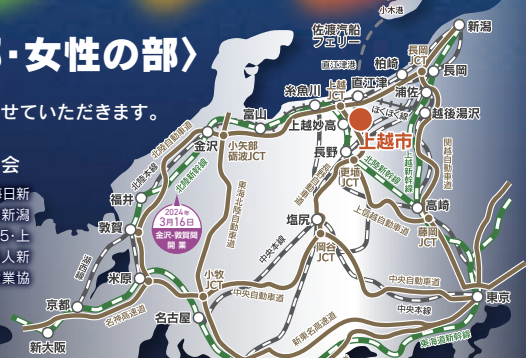 ・女性の部〉
せていただきます。
会
毎日新
新潟
5・上
人新
業協
小木港
佐渡汽船
フェリー
直江津港
新潟
長岡
JCT
柏崎
長岡
直江津
上越
JCT
糸魚川
浦佐
ほくほく線
越後湯沢
上越妙高
上越市
富山
金沢
小矢部
砺波JCT
北陸自動車道
北陸本線
北陸新幹線
長野
更埴
JCT
北陸新幹線
上越新幹線
関越自動車道
福井
2024年
3月16日
金沢-敦賀間
開業
東海北陸自動車道
敦賀
塩尻
上信越自動車道
高崎
藤岡
JCT
岡谷
JCT
中央本線
湖西線
米原
小牧
JCT
中央自動車道
中央自動車道
中央本線
東京
京都
名神高速道
名古屋
新東名高速道
東海道新幹線
新大阪